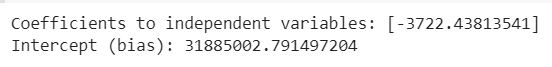 Coefficients to independent variables: [-3722.43813541]
Intercept (bias): 31885002.791497204